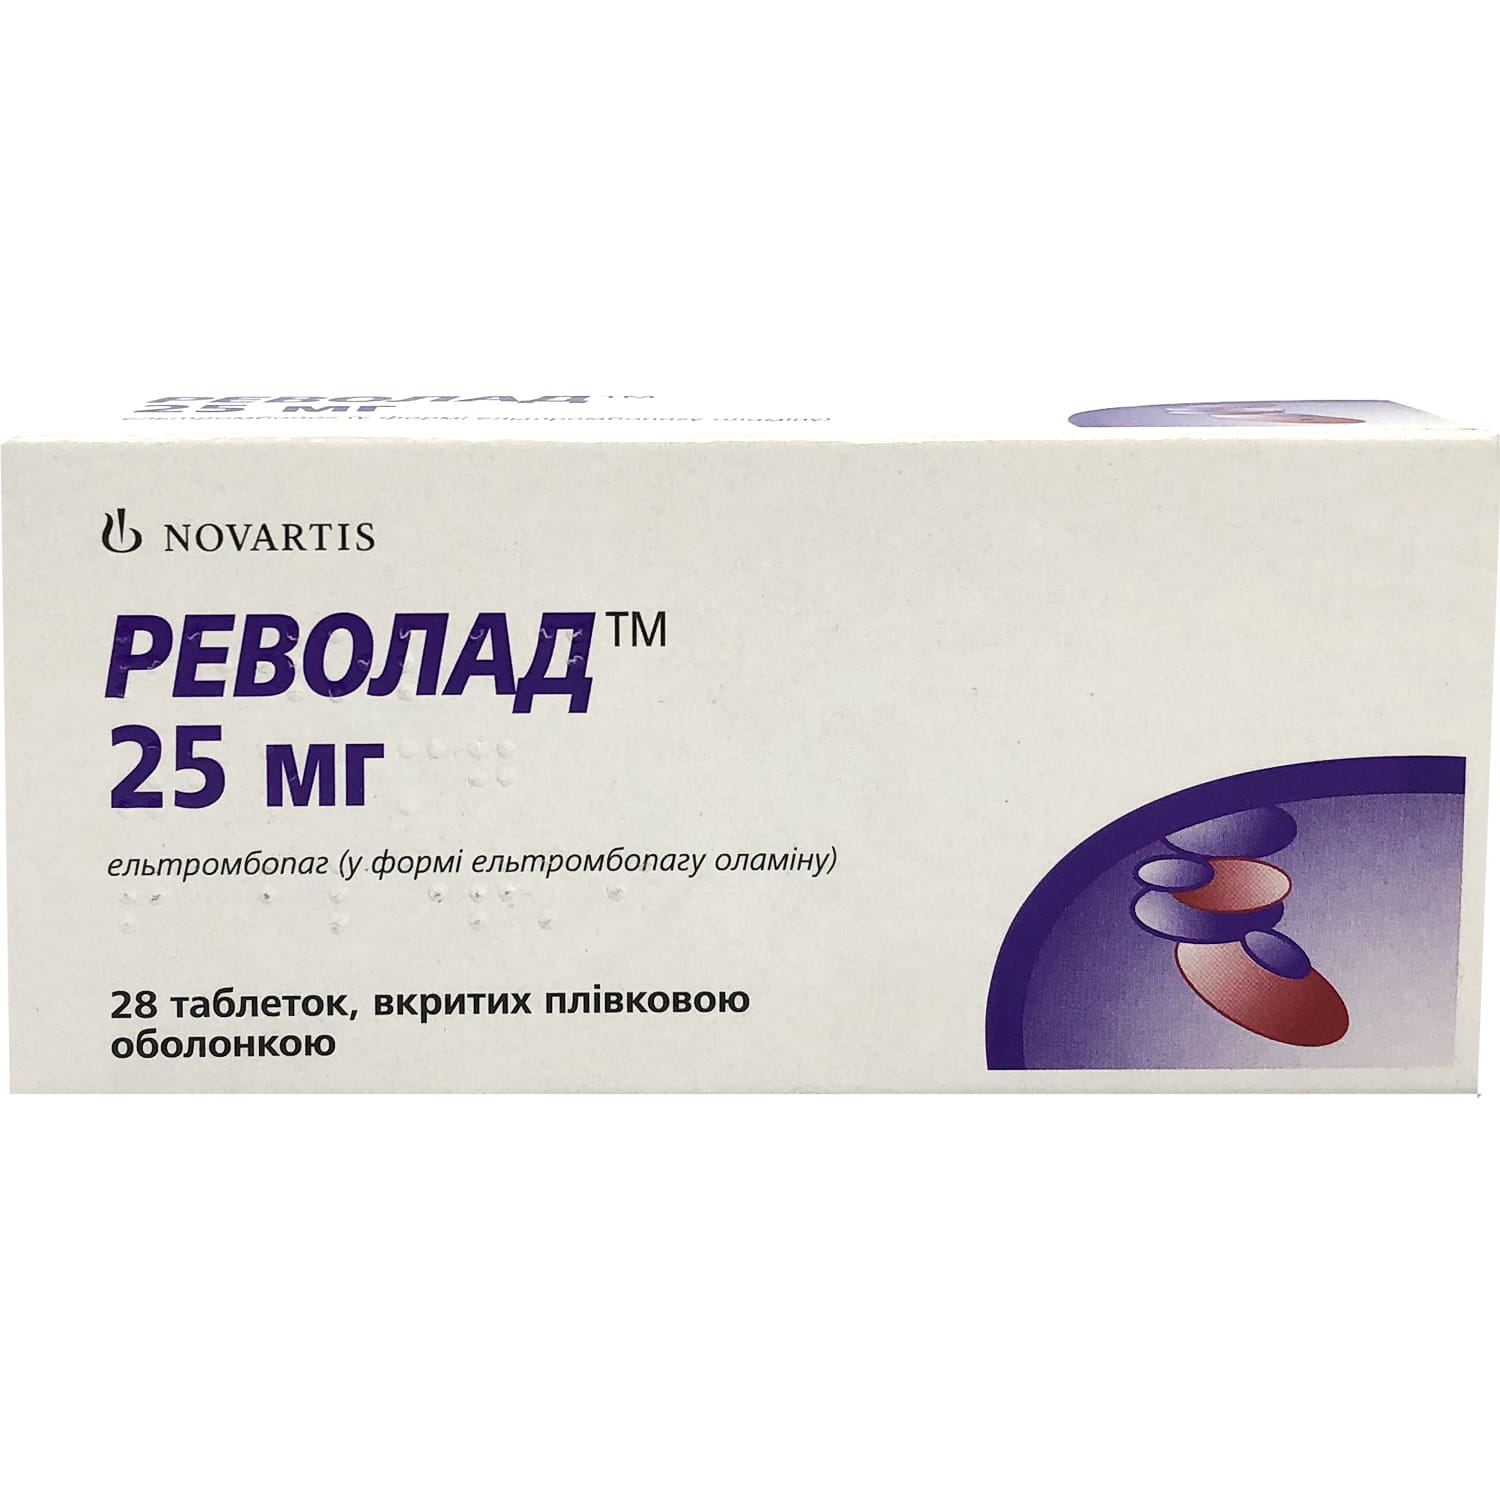 РЕВОЛАД™
25 мг
ельтромбопаг (у формі ельтромбопагу оламіну)
NOVARTIS
РЕВОЛАД™
25 мг
ельтромбопаг (у формі ельтромбопагу оламіну)
28 таблеток, вкритих плівковою
оболонкою